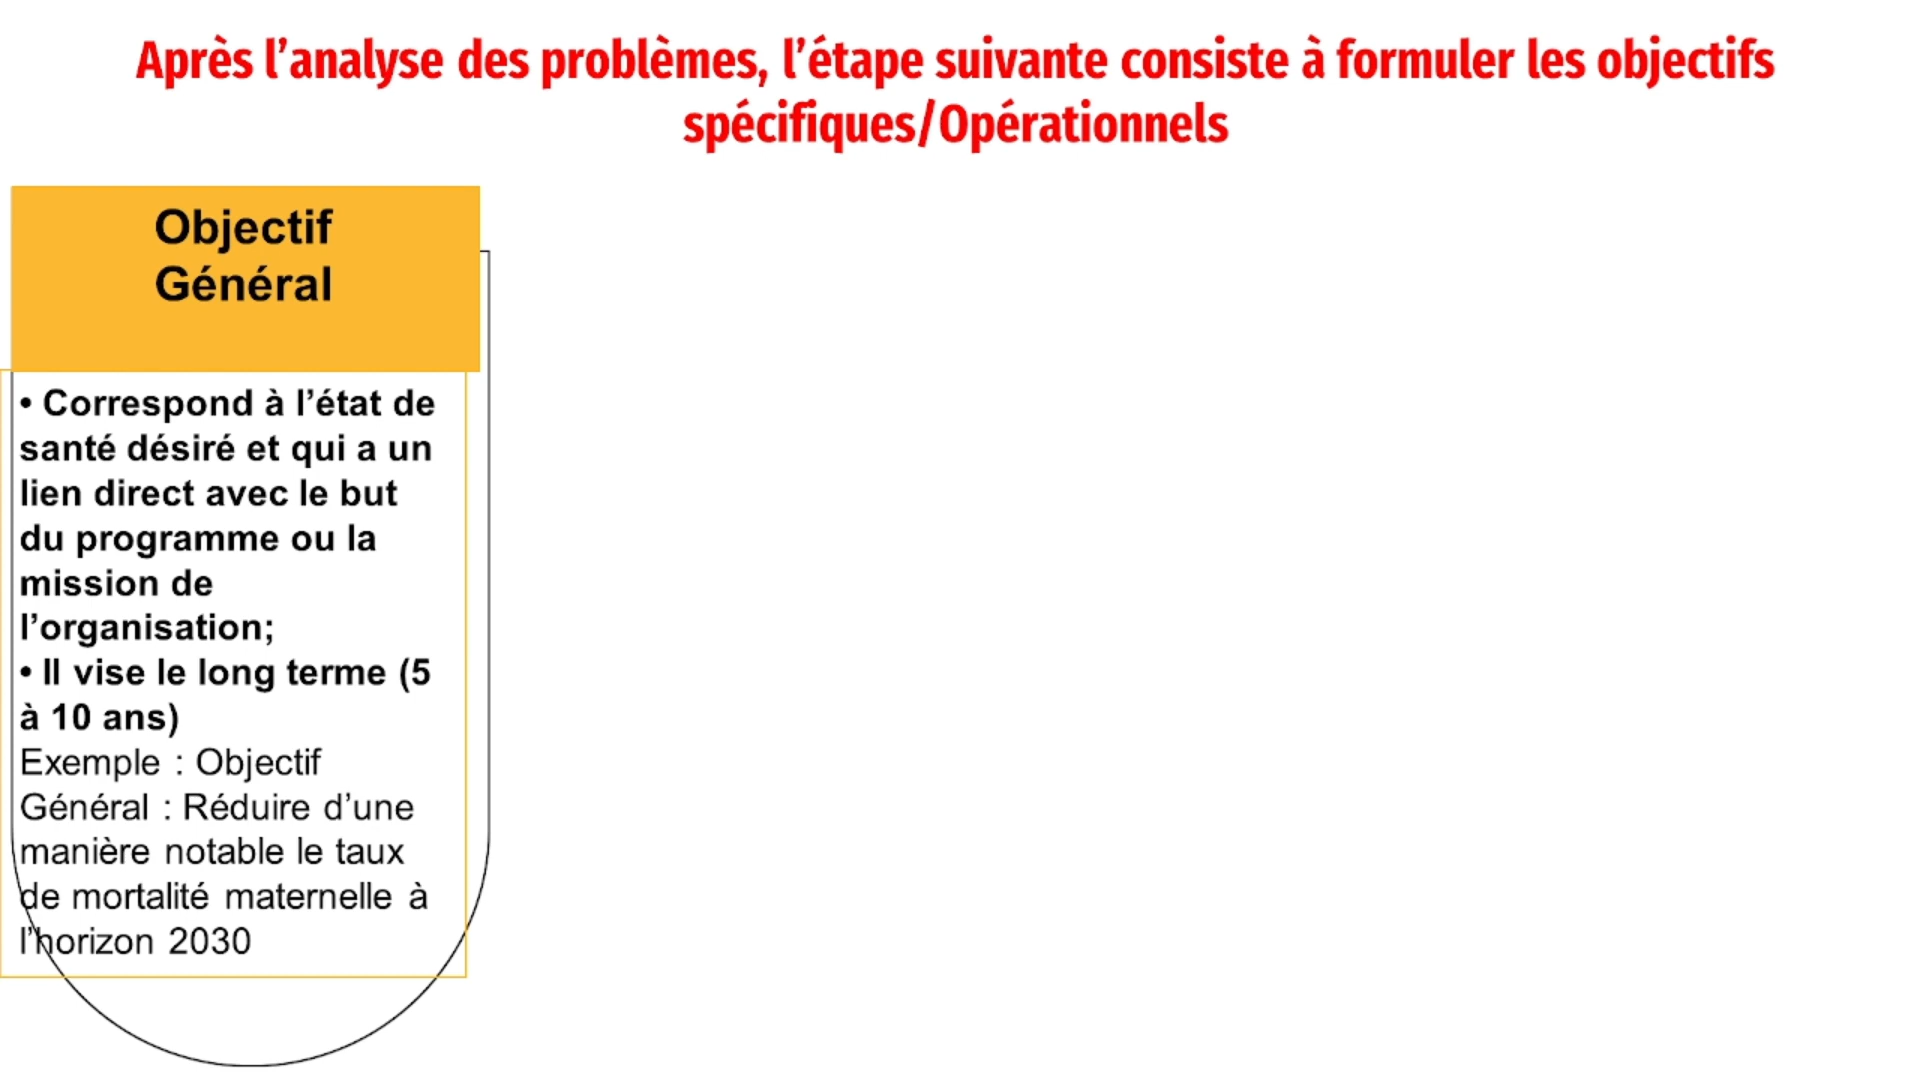 Après l’analyse des problèmes, l’étape suivante consiste à formuler les objectifs
spécifiques/Opérationnels
Objectif
Général
• Correspond à l’état de
santé désiré et qui a un
lien direct avec le but
du programme ou la
mission de
l’organisation;
• Il vise le long terme (5
à 10 ans)
Exemple : Objectif
Général : Réduire d’une
manière notable le taux
de mortalité maternelle à
l’horizon 2030